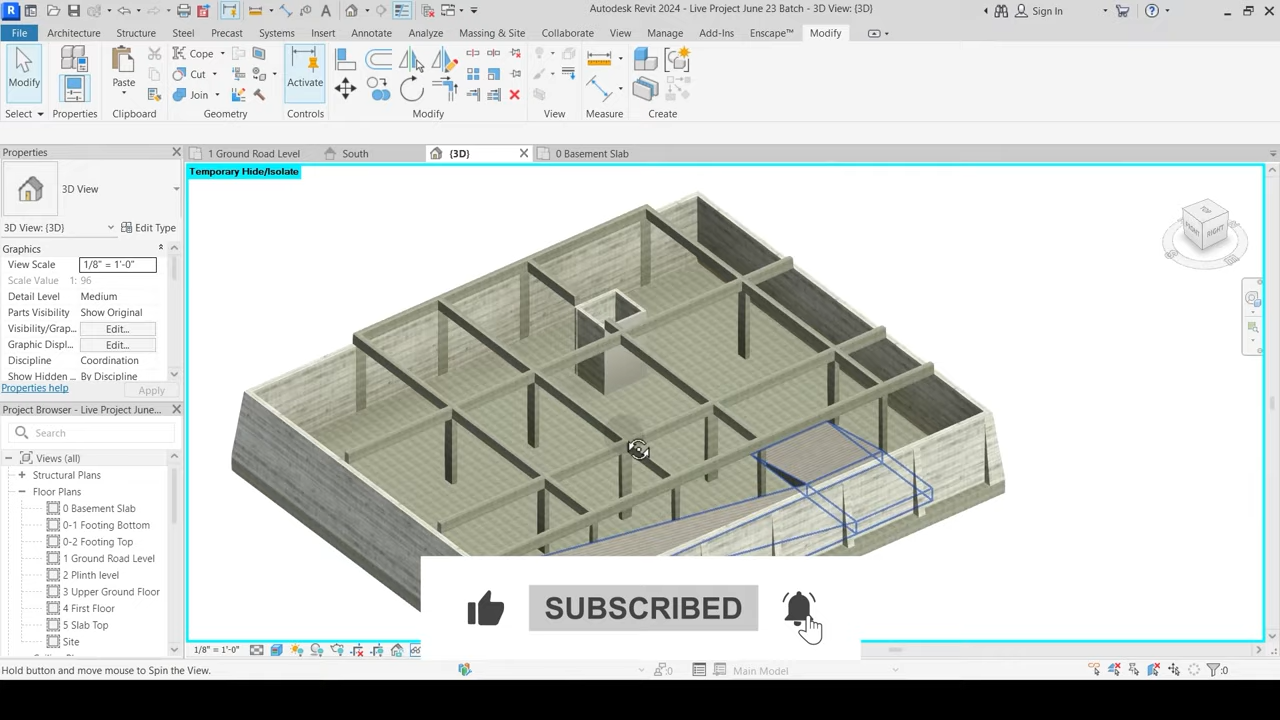 Autodesk Revit 2024 - Live Project June 23 Batch - 3D View: {3D}
Sign In
File Architecture Structure Steel Precast Systems Insert Annotate Analyze Massing & Site Collaborate View Manage Add-Ins Enscape™ Modify
Modify Paste Cope Cut Join Activate
Select Properties Clipboard Geometry Controls Modify View Measure Create
Properties
1 Ground Road Level South {3D} 0 Basement Slab
Temporary Hide/Isolate
3D View
3D View: {3D} Edit Type
Graphics
View Scale 1/8" = 1'-0"
Scale Value 1: 96
Detail Level Medium
Parts Visibility Show Original
Visibility/Grap... Edit...
Graphic Displ... Edit...
Discipline Coordination
Show Hidden ... By Discipline
Properties help Apply
Project Browser - Live Project June...
Search
Views (all)
Structural Plans
Floor Plans
0 Basement Slab
0-1 Footing Bottom
0-2 Footing Top
1 Ground Road Level
2 Plinth level
3 Upper Ground Floor
4 First Floor
5 Slab Top
Site
TOP
FRONT RIGHT
SUBSCRIBED
1/8" = 1'-0"
Hold button and move mouse to Spin the View.
:0 Main Model :0